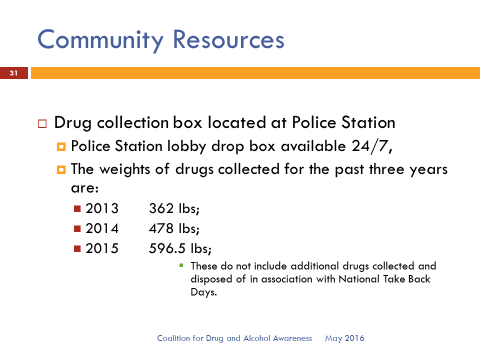 Community Resources
31
Drug collection box located at Police Station
Police Station lobby drop box available 24/7,
The weights of drugs collected for the past three years
are:
2013 362 lbs;
2014 478 lbs;
2015 596.5 lbs;
These do not include additional drugs collected and
disposed of in association with National Take Back
Days.
Coalition for Drug and Alcohol Awareness May 2016